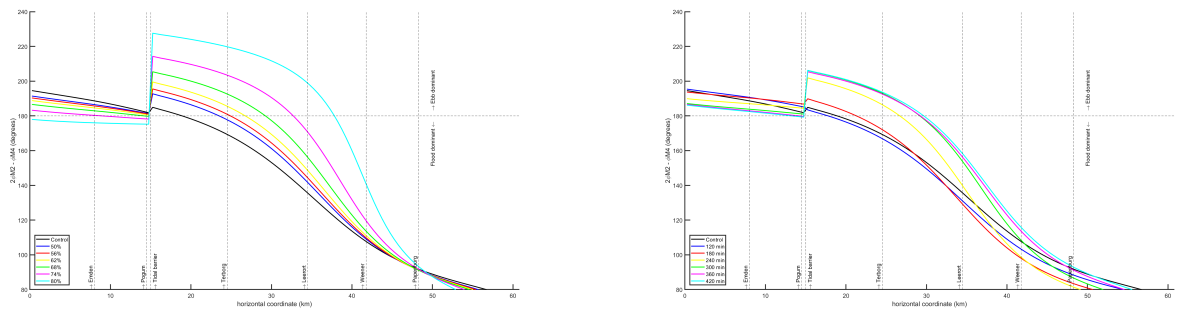 240
220
200
180
160
140
120
100
80
2𝜙M2 - 𝜙M4 (degrees)
Control
50%
56%
62%
68%
74%
80%
→ Emden
→ Pogum
→ Tidal barrier
→ Terborg
→ Leerort
→ Weener
→ Papenburg
Flood dominant ← → Ebb dominant
0 10 20 30 40 50 60
horizontal coordinate (km)
240
220
200
180
160
140
120
100
80
2𝜙M2 - 𝜙M4 (degrees)
Control
120 min
180 min
240 min
300 min
360 min
420 min
→ Emden
→ Pogum
→ Tidal barrier
→ Terborg
→ Leerort
→ Weener
→ Papenburg
Flood dominant ← → Ebb dominant
0 10 20 30 40 50 60
horizontal coordinate (km)